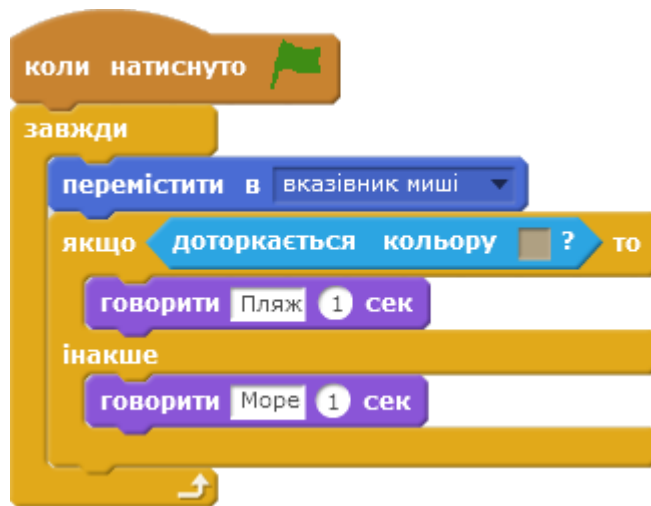 коли натиснуто
завжди
перемістити в вказівник миші
якщо доторкається кольору ? то
говорити Пляж 1 сек
інакше
говорити Море 1 сек